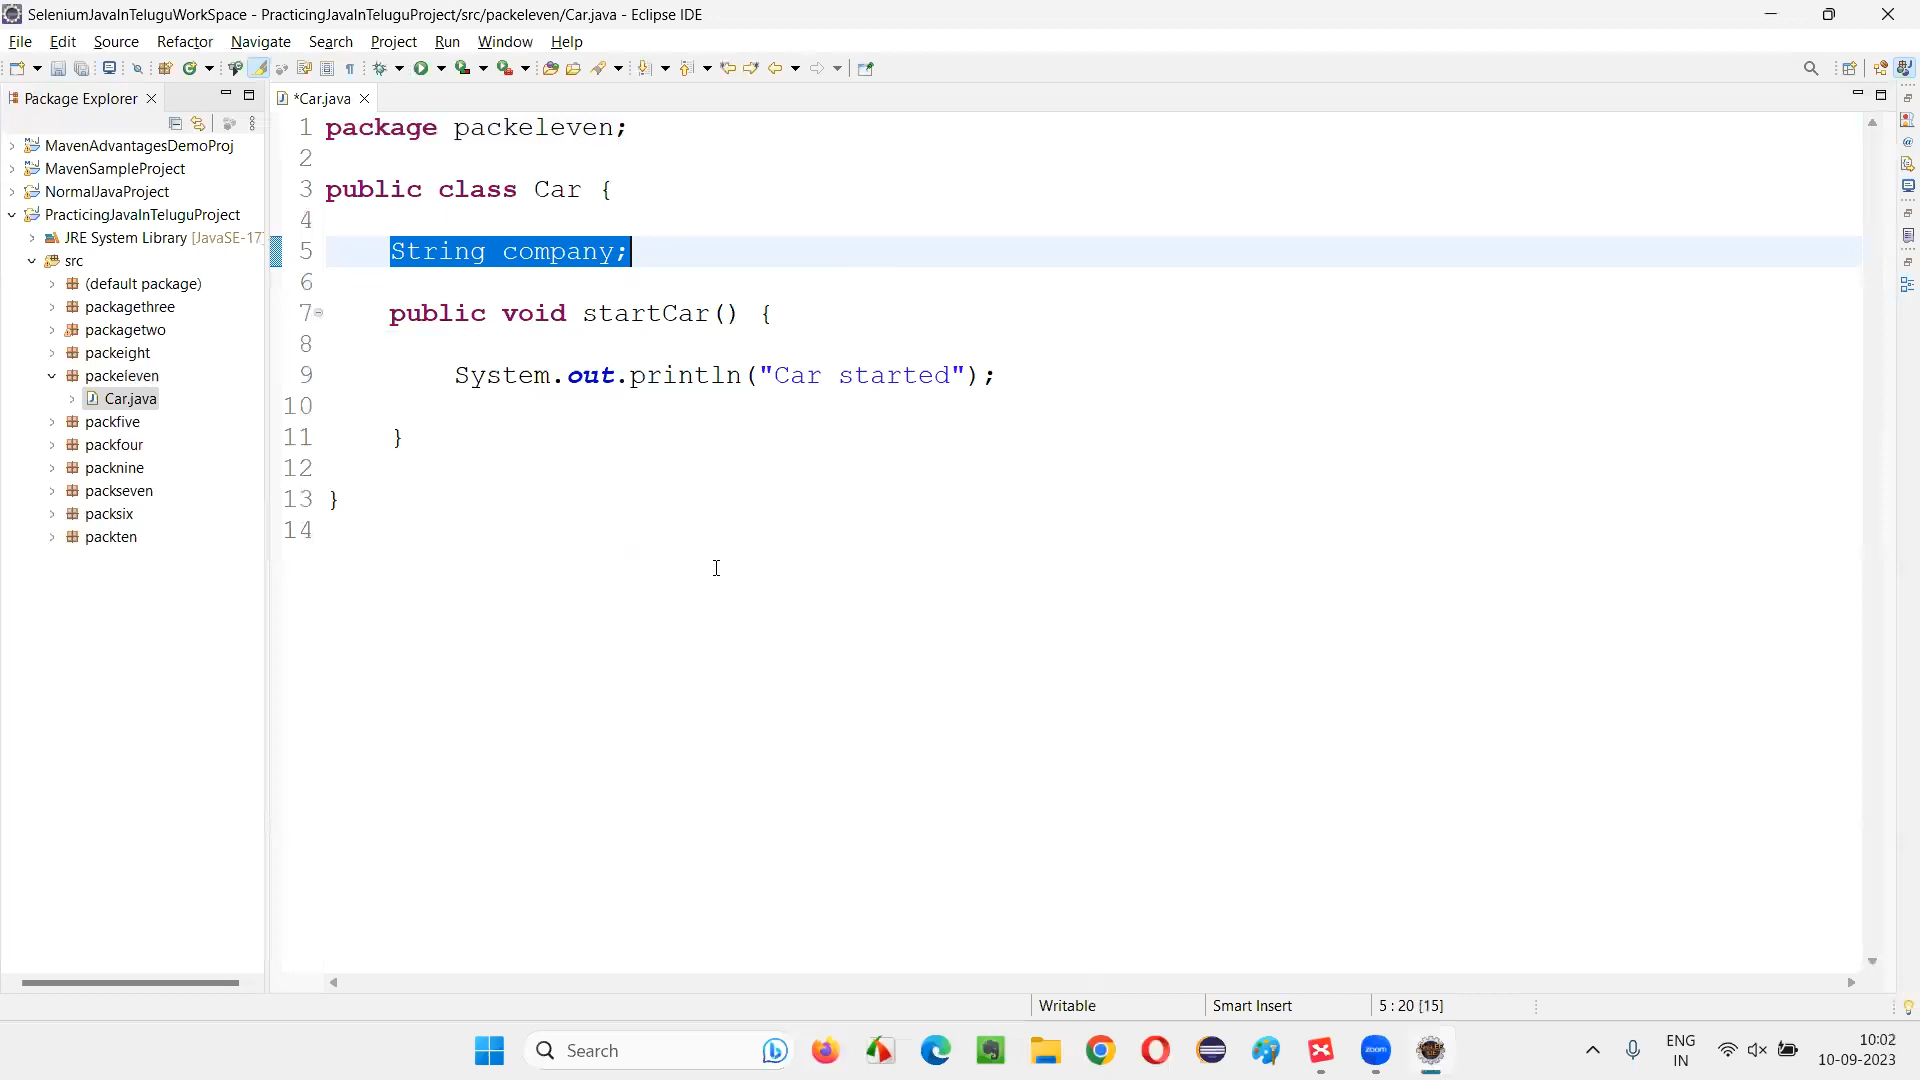 SeleniumJavaInTeluguWorkSpace - PracticingJavaInTeluguProject/src/packeleven/Car.java - Eclipse IDE
File Edit Source Refactor Navigate Search Project Run Window Help
Package Explorer
*Car.java
MavenAdvantagesDemoProj
MavenSampleProject
NormalJavaProject
PracticingJavaInTeluguProject
JRE System Library [JavaSE-17]
src
(default package)
packagethree
packagetwo
packeight
packeleven
Car.java
packfive
packfour
packnine
packseven
packsix
packten
1 package packeleven;
2
3 public class Car {
4
5 String company;
6
7 public void startCar() {
8
9 System.out.println("Car started");
10
11 }
12
13 }
14
Writable Smart Insert 5 : 20 [15]
Search
zoom
ENG
IN
10:02
10-09-2023